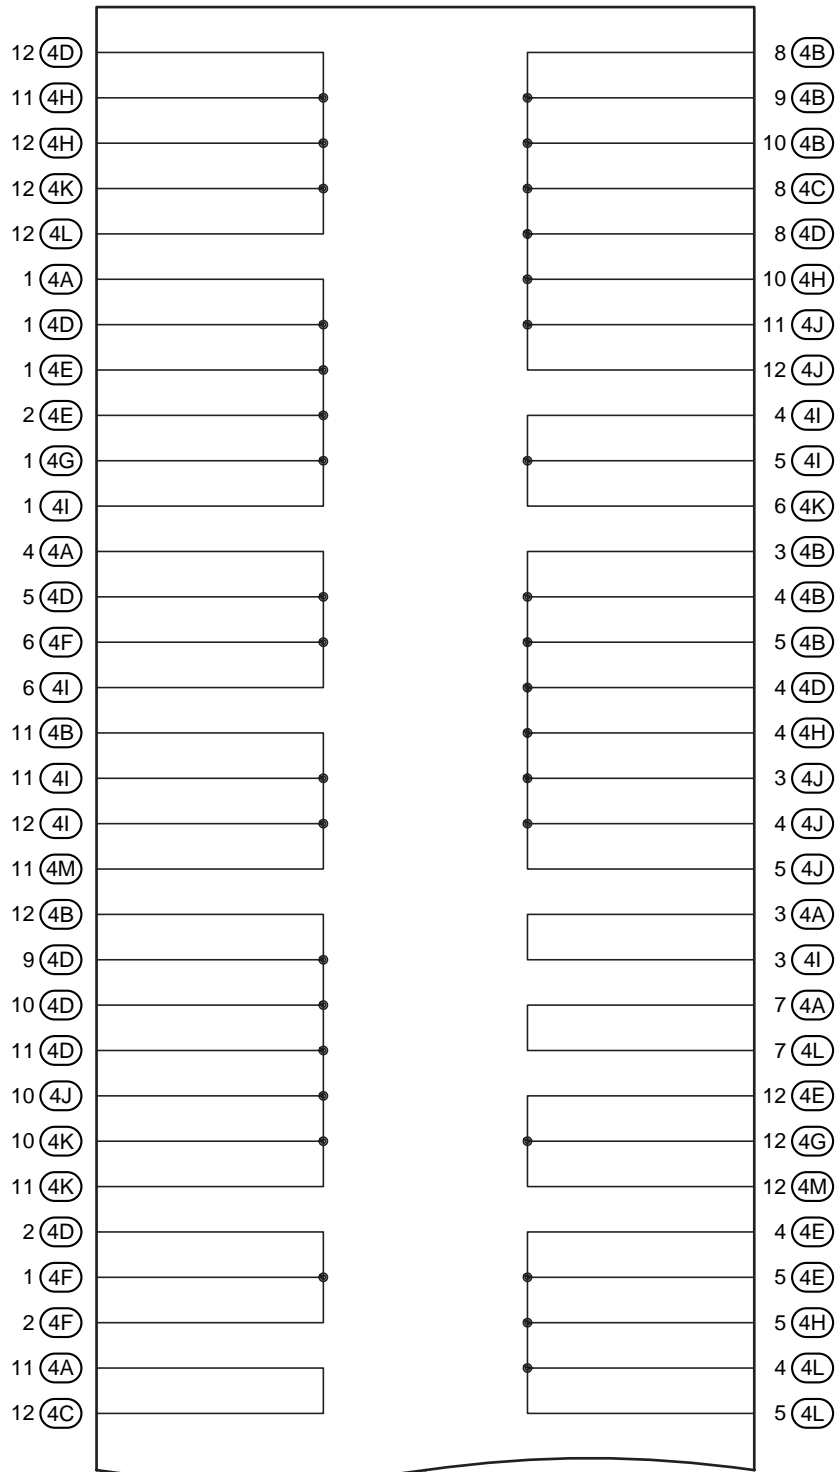 12 4D 8 4B
11 4H 9 4B
12 4H 10 4B
12 4K 8 4C
12 4L 8 4D
1 4A 10 4H
1 4D 11 4J
1 4E 12 4J
2 4E 4 4I
1 4G 5 4I
1 4I 6 4K
4 4A 3 4B
5 4D 4 4B
6 4F 5 4B
6 4I 4 4D
11 4B 4 4H
11 4I 3 4J
12 4I 4 4J
11 4M 5 4J
12 4B 3 4A
9 4D 3 4I
10 4D 7 4A
11 4D 7 4L
10 4J 12 4E
10 4K 12 4G
11 4K 12 4M
2 4D 4 4E
1 4F 5 4E
2 4F 5 4H
11 4A 4 4L
12 4C 5 4L